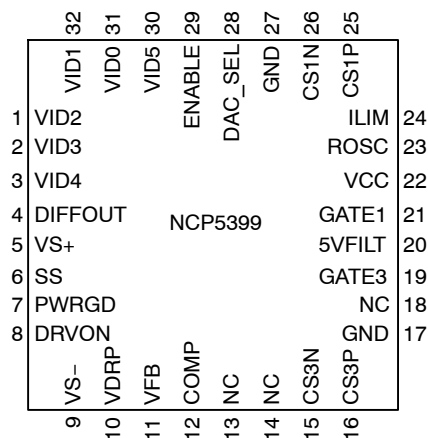 32 31 30 29 28 27 26 25
VID1 VID0 VID5 ENABLE DAC_SEL GND CS1N CS1P
1 VID2 ILIM 24
2 VID3 ROSC 23
3 VID4 VCC 22
4 DIFFOUT NCP5399 GATE1 21
5 VS+ 5VFILT 20
6 SS GATE3 19
7 PWRGD NC 18
8 DRVON GND 17
VS− VDRP VFB COMP NC NC CS3N CS3P
9 10 11 12 13 14 15 16